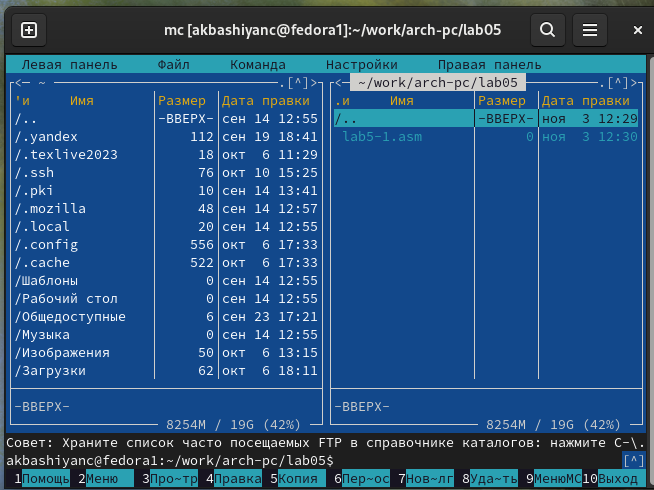 mc [akbashiyanc@fedora1]:~/work/arch-pc/lab05
Левая панель Файл Команда Настройки Правая панель
<─ ~ .[^]> <─ ~/work/arch-pc/lab05 .[^]>
'и Имя Размер Дата правки .и Имя Размер Дата правки
/.. -ВВЕРХ- сен 14 12:55 /.. -ВВЕРХ- ноя 3 12:29
/.yandex 112 сен 19 18:41 lab5-1.asm 0 ноя 3 12:30
/.texlive2023 18 окт 6 11:29
/.ssh 76 окт 10 15:25
/.pki 10 сен 14 13:41
/.mozilla 48 сен 14 12:57
/.local 20 сен 14 12:55
/.config 556 окт 6 17:33
/.cache 522 окт 6 17:33
/Шаблоны 0 сен 14 12:55
/Рабочий стол 0 сен 14 12:55
/Общедоступные 6 сен 23 17:21
/Музыка 0 сен 14 12:55
/Изображения 50 окт 6 13:15
/Загрузки 62 окт 6 18:11
-ВВЕРХ- -ВВЕРХ-
8254M / 19G (42%) 8254M / 19G (42%)
Совет: Храните список часто посещаемых FTP в справочнике каталогов: нажмите C-\.
akbashiyanc@fedora1:~/work/arch-pc/lab05$ [^]
1Помощь 2Меню 3Про~тр 4Правка 5Копия 6Пер~ос 7Нов~лг 8Уда~ть 9МенюMC 10Выход